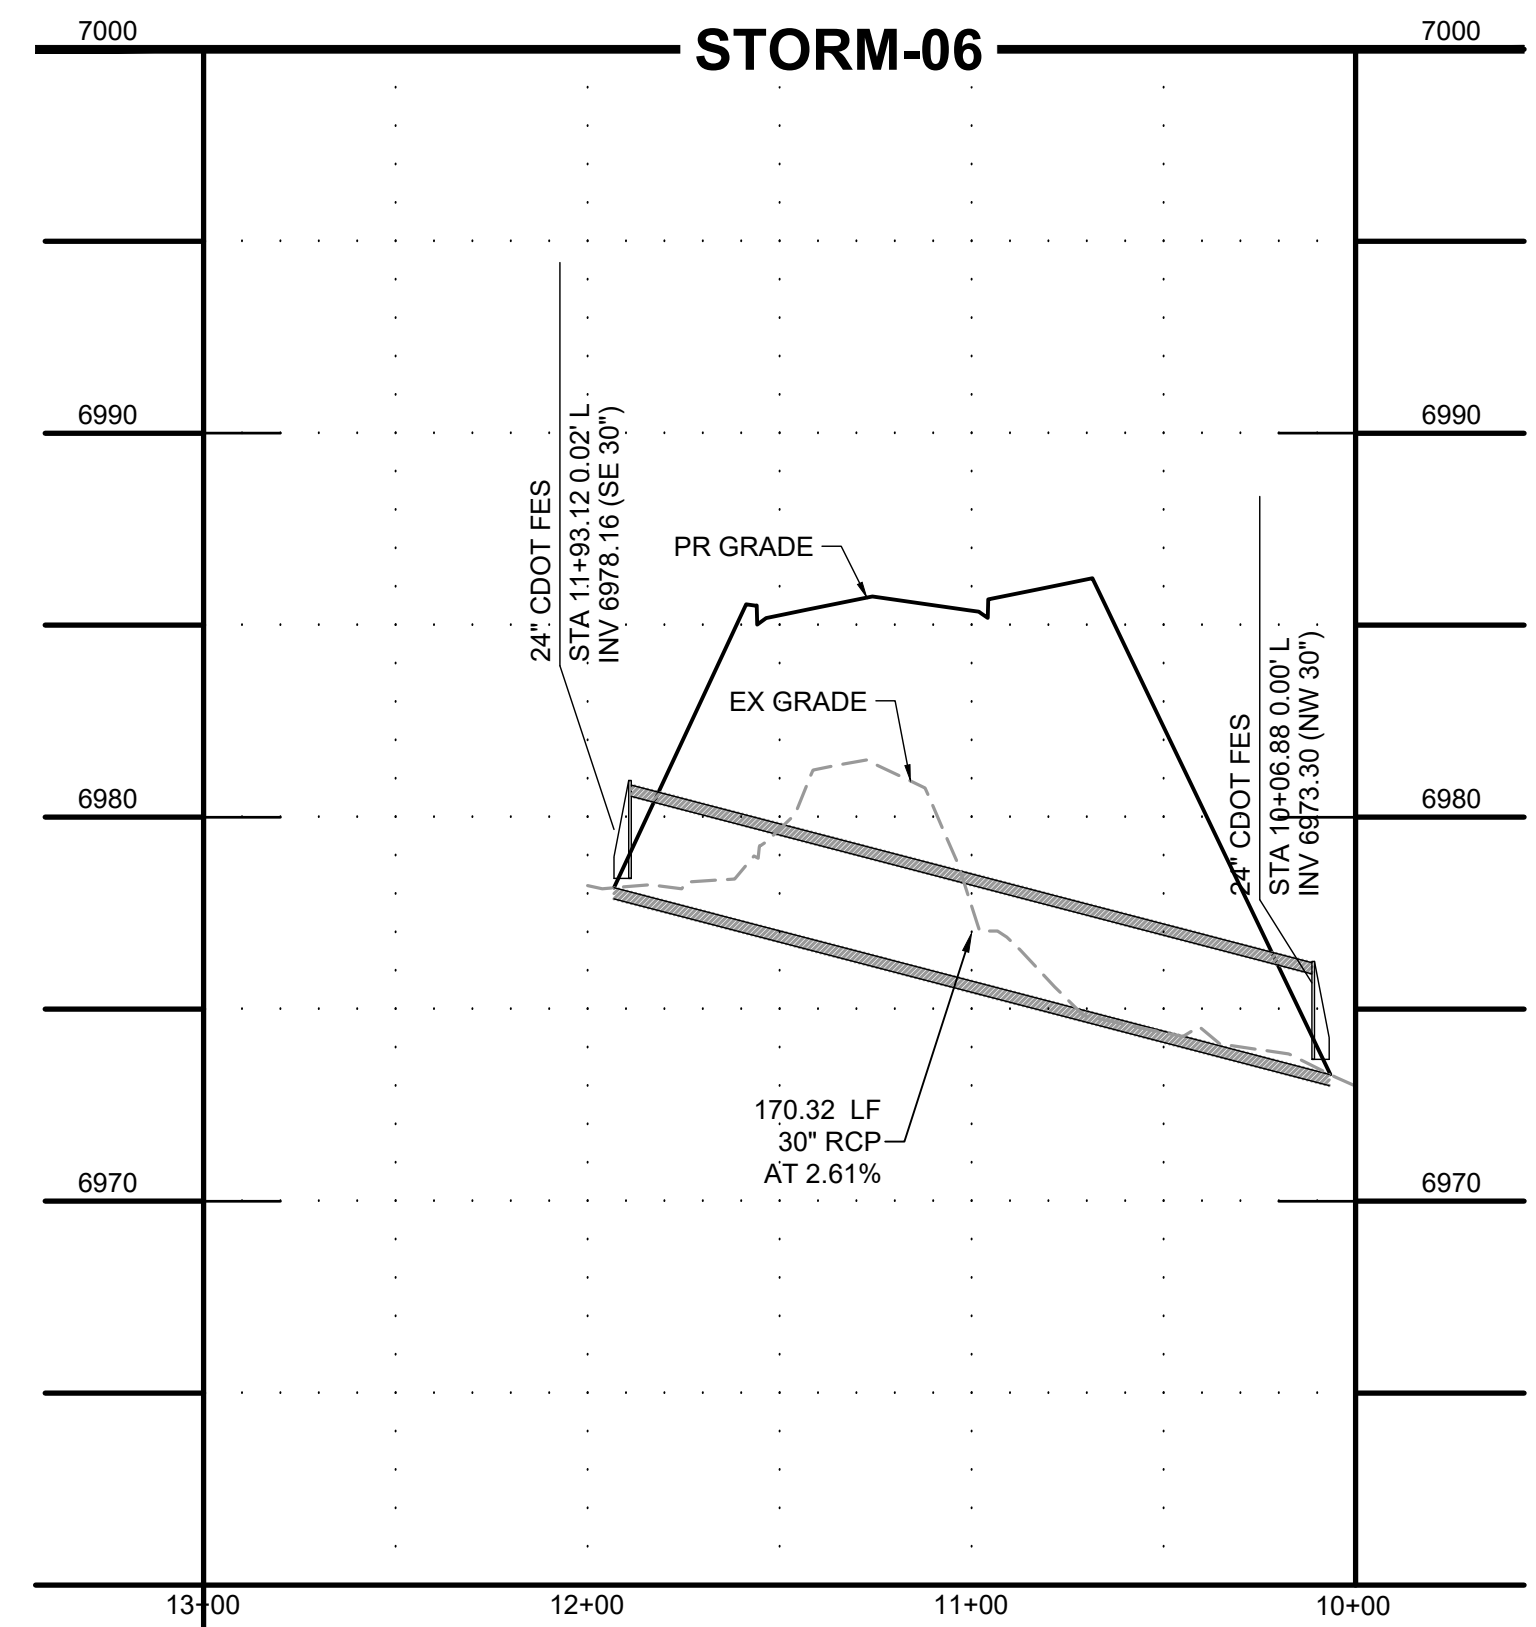 STORM-06
7000
7000
6990
6990
6980
6980
6970
6970
24" CDOT FES
STA 11+93.12 0.02' L
INV 6978.16 (SE 30")
PR GRADE
EX GRADE
24" CDOT FES
STA 10+06.88 0.00' L
INV 6973.30 (NW 30")
170.32 LF
30" RCP
AT 2.61%
13+00
12+00
11+00
10+00